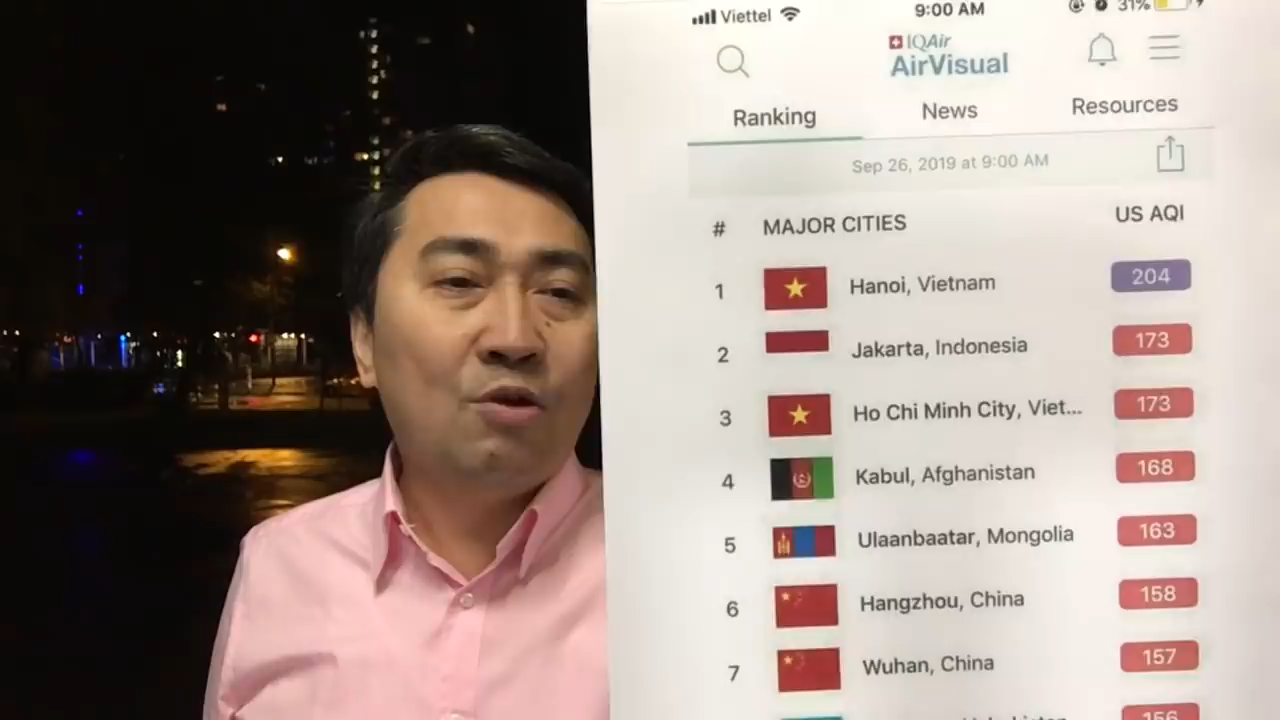 Viettel 9:00 AM 31%
IQAir
AirVisual
Ranking News Resources
Sep 26, 2019 at 9:00 AM
# MAJOR CITIES US AQI
1 Hanoi, Vietnam 204
2 Jakarta, Indonesia 173
3 Ho Chi Minh City, Viet... 173
4 Kabul, Afghanistan 168
5 Ulaanbaatar, Mongolia 163
6 Hangzhou, China 158
7 Wuhan, China 157
156